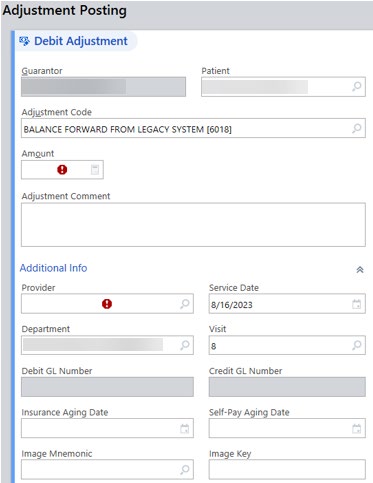 Adjustment Posting
Debit Adjustment
Guarantor Patient
Adjustment Code
BALANCE FORWARD FROM LEGACY SYSTEM [6018]
Amount
Adjustment Comment
Additional Info
Provider Service Date
8/16/2023
Department Visit
8
Debit GL Number Credit GL Number
Insurance Aging Date Self-Pay Aging Date
Image Mnemonic Image Key